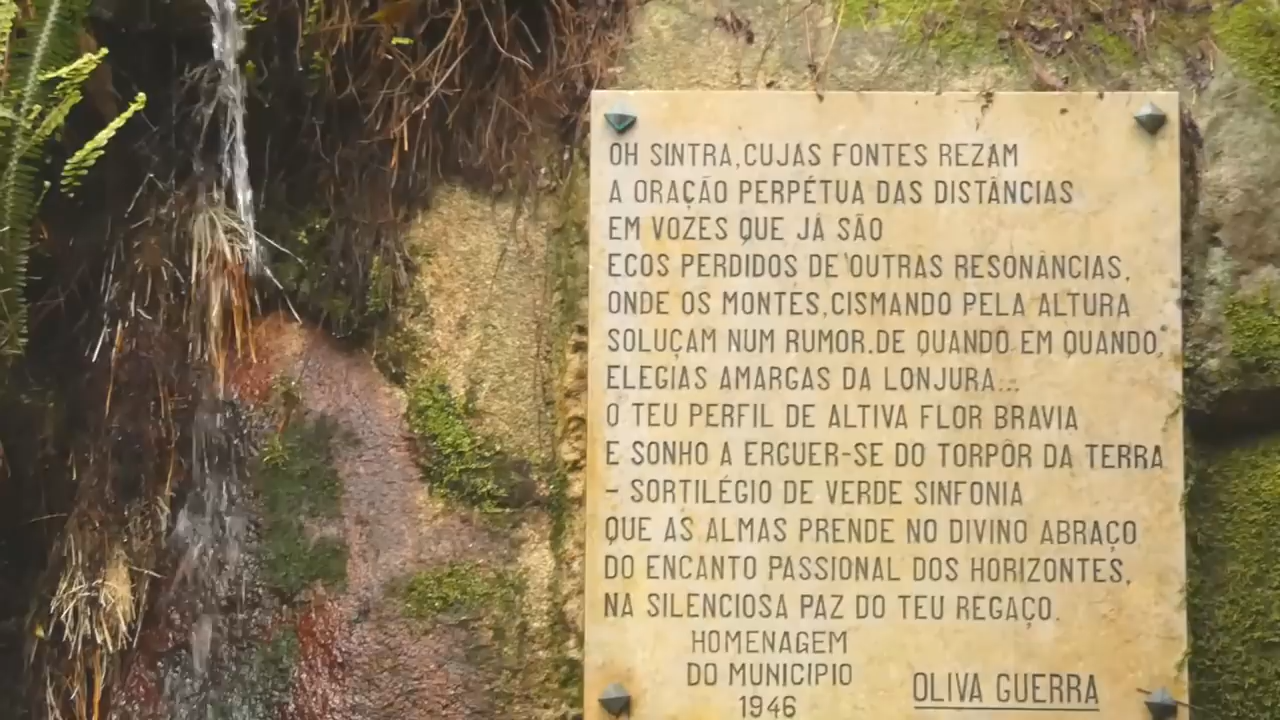 OH SINTRA, CUJAS FONTES REZAM
A ORAÇÃO PERPÉTUA DAS DISTÂNCIAS
EM VOZES QUE JÁ SÃO
ECOS PERDIDOS DE OUTRAS RESONÂNCIAS,
ONDE OS MONTES, CISMANDO PELA ALTURA
SOLUÇAM NUM RUMOR. DE QUANDO EM QUANDO,
ELEGIAS AMARGAS DA LONJURA...
O TEU PERFIL DE ALTIVA FLOR BRAVIA
E SONHO A ERGUER-SE DO TORPÔR DA TERRA
- SORTILÉGIO DE VERDE SINFONIA
QUE AS ALMAS PRENDE NO DIVINO ABRAÇO
DO ENCANTO PASSIONAL DOS HORIZONTES,
NA SILENCIOSA PAZ DO TEU REGAÇO.
HOMENAGEM
DO MUNICIPIO
1946
OLIVA GUERRA